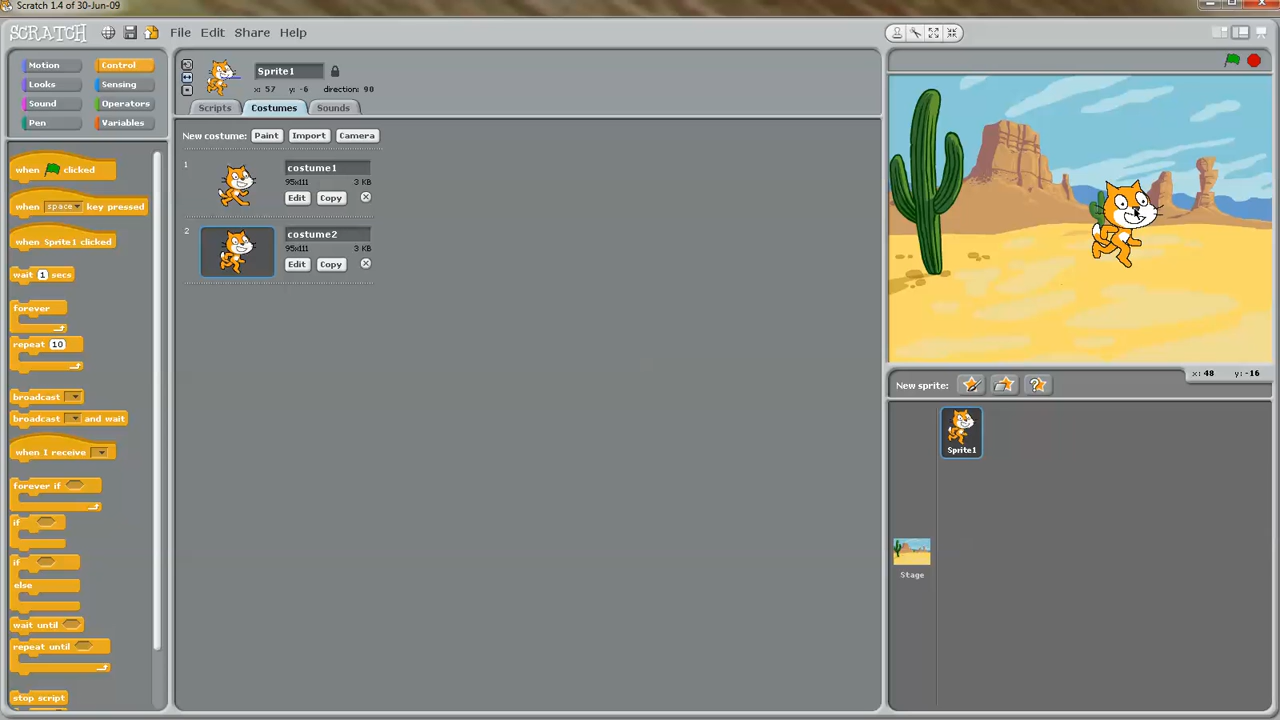 Scratch 1.4 of 30-Jun-09
SCRATCH File Edit Share Help
Motion Control
Looks Sensing
Sound Operators
Pen Variables
when clicked
when space key pressed
when Sprite1 clicked
wait 1 secs
forever
repeat 10
broadcast
broadcast and wait
when I receive
forever if
if
if
else
wait until
repeat until
stop script
Sprite1
x: 57 y: -6 direction: 90
Scripts Costumes Sounds
New costume: Paint Import Camera
1 costume1
95x111 3 KB
Edit Copy
2 costume2
95x111 3 KB
Edit Copy
x: 48 y: -16
New sprite:
Sprite1
Stage